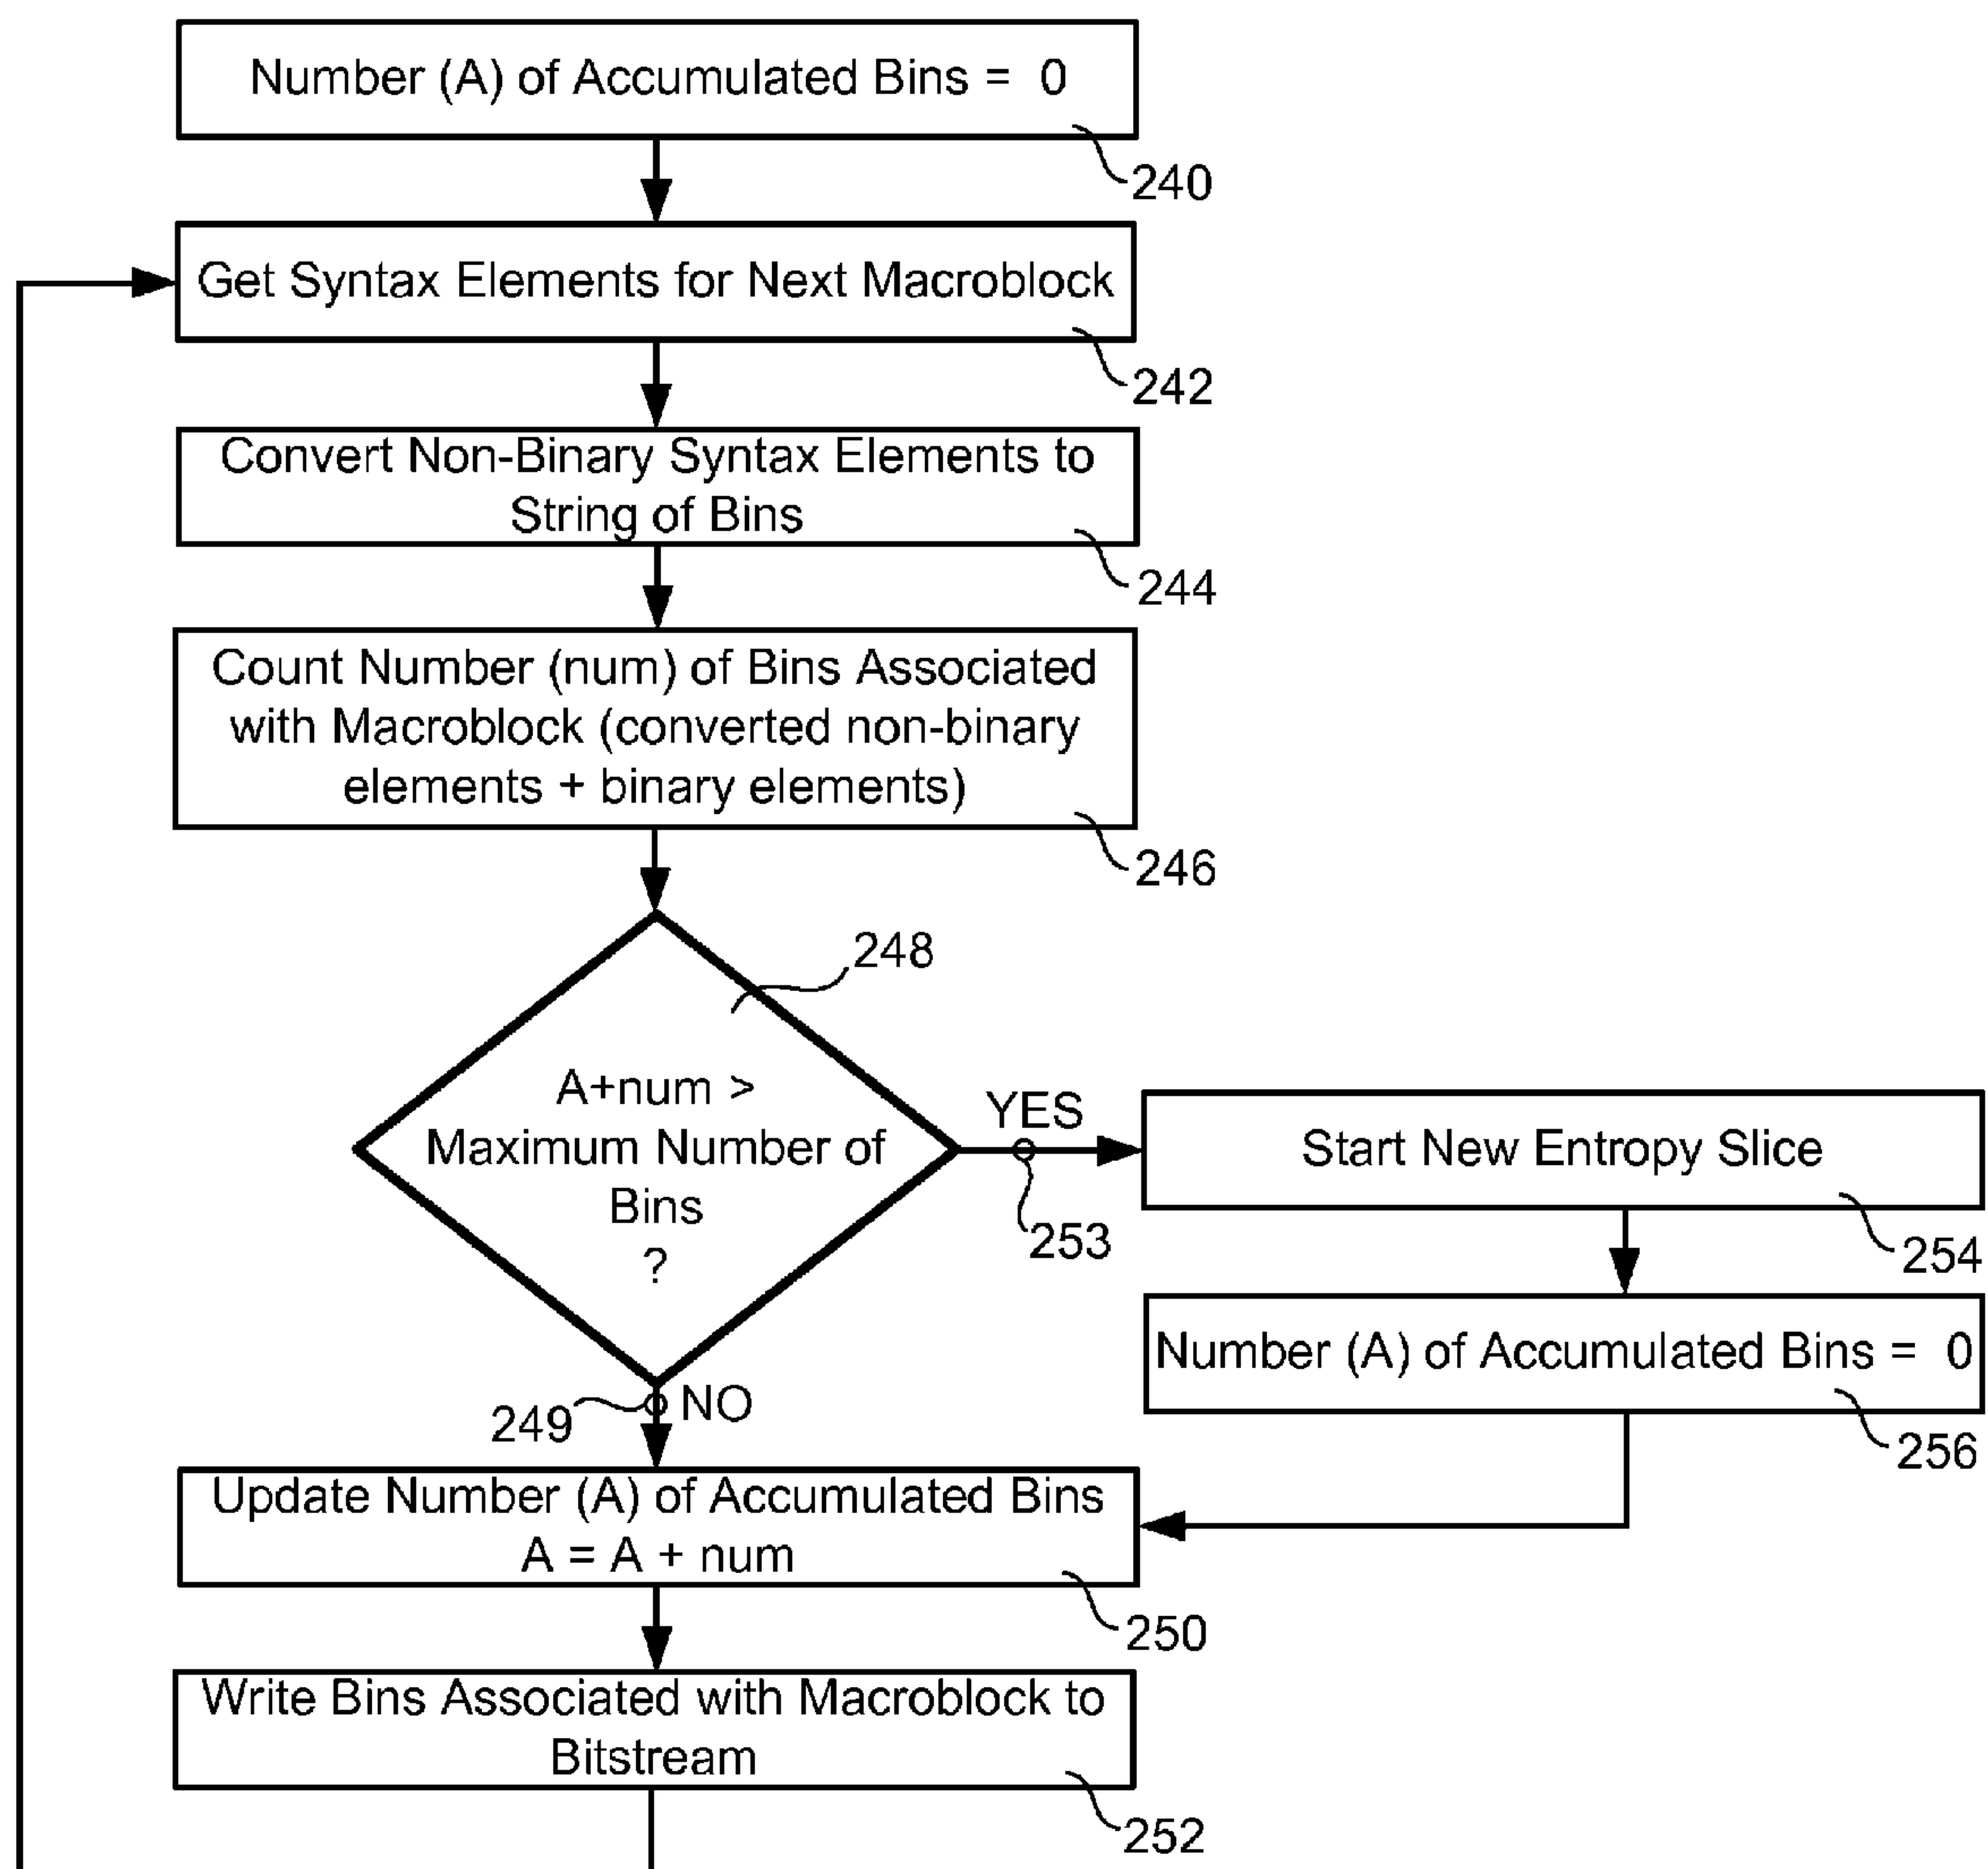 Number (A) of Accumulated Bins = 0
240
Get Syntax Elements for Next Macroblock
242
Convert Non-Binary Syntax Elements to
String of Bins
244
Count Number (num) of Bins Associated
with Macroblock (converted non-binary
elements + binary elements)
246
248
A+num >
Maximum Number of
Bins
?
YES
253
Start New Entropy Slice
254
Number (A) of Accumulated Bins = 0
256
249
NO
Update Number (A) of Accumulated Bins
A = A + num
250
Write Bins Associated with Macroblock to
Bitstream
252